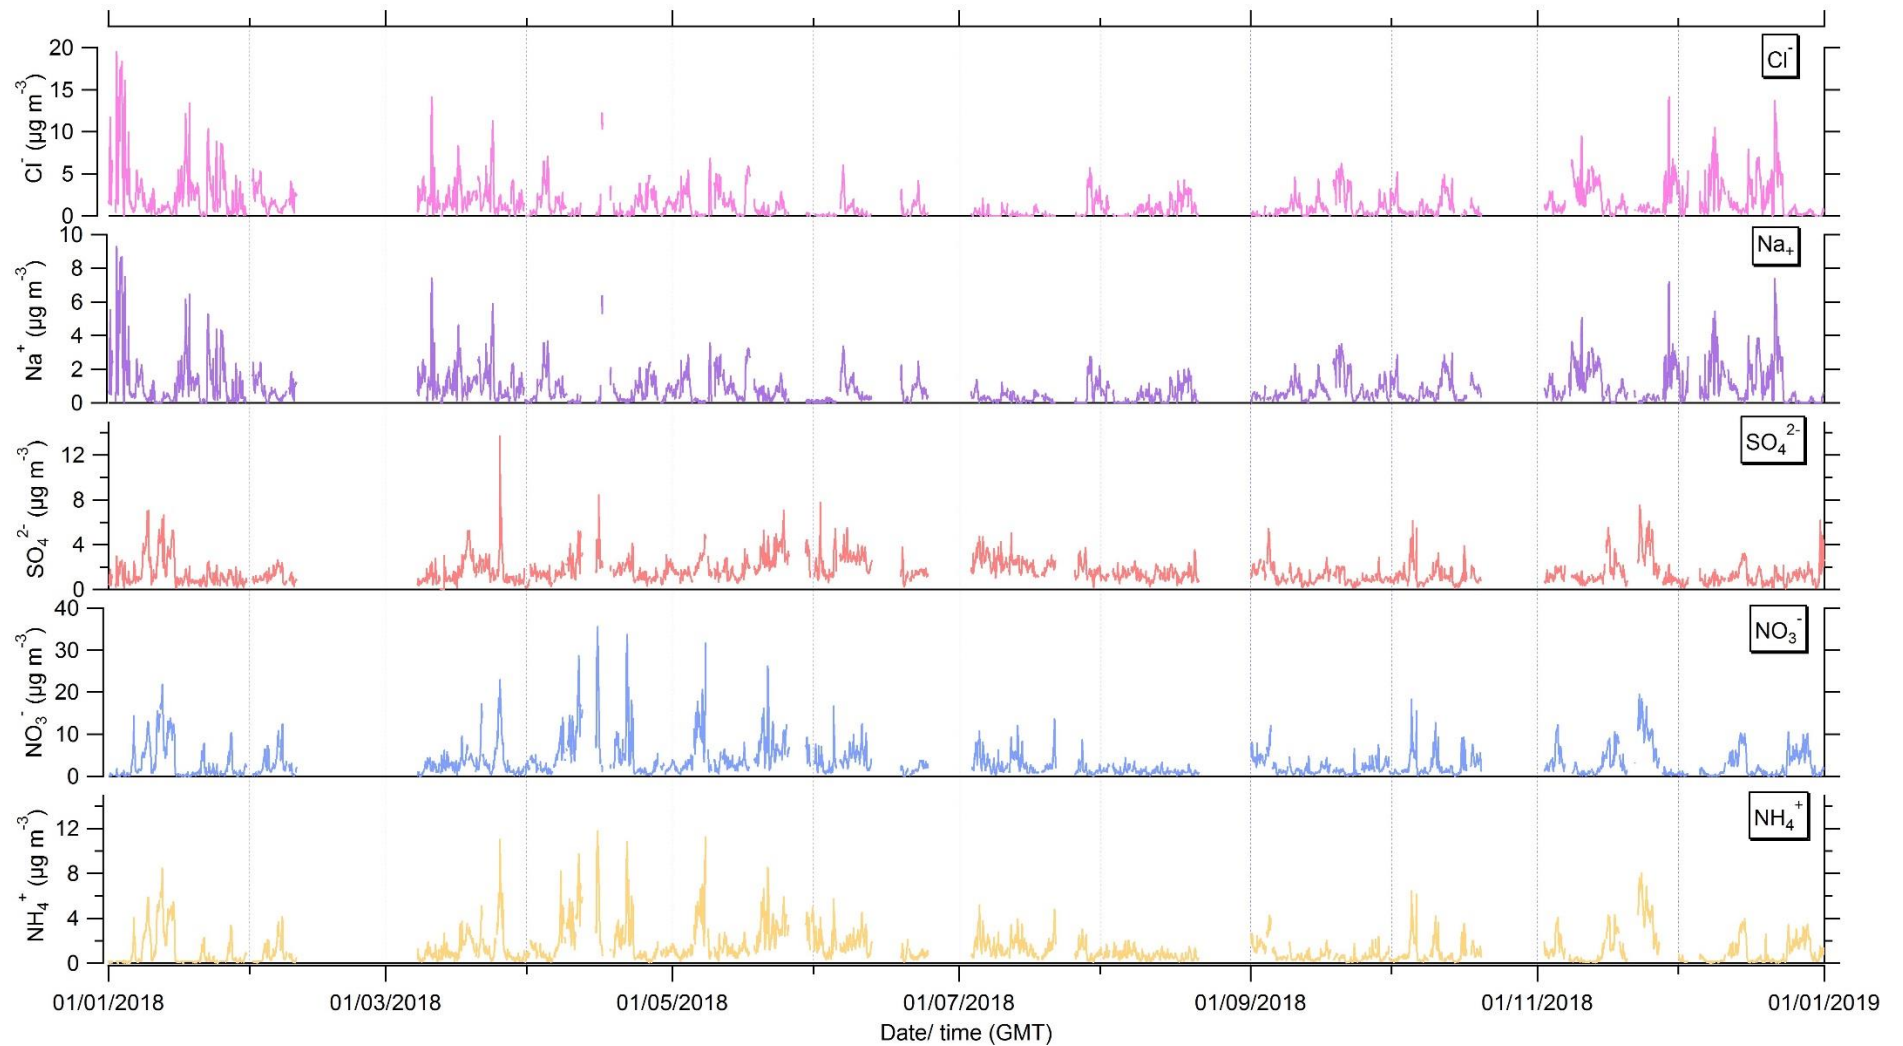 20
15
10
5
0
Cl⁻ (µg m⁻³)
Cl⁻
10
8
6
4
2
0
Na⁺ (µg m⁻³)
Na₊
12
8
4
0
SO₄²⁻ (µg m⁻³)
SO₄²⁻
40
30
20
10
0
NO₃⁻ (µg m⁻³)
NO₃⁻
12
8
4
0
NH₄⁺ (µg m⁻³)
NH₄⁺
01/01/2018 01/03/2018 01/05/2018 01/07/2018 01/09/2018 01/11/2018 01/01/2019
Date/ time (GMT)